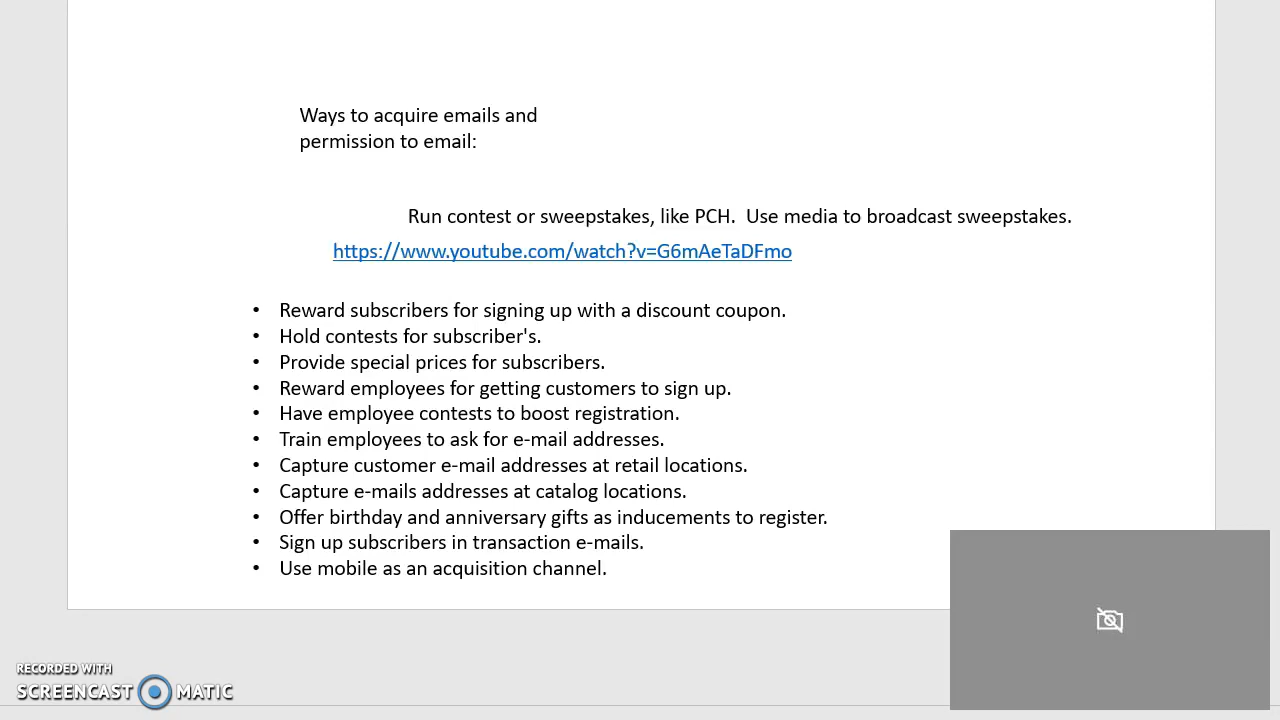 Ways to acquire emails and
permission to email:
Run contest or sweepstakes, like PCH.  Use media to broadcast sweepstakes.
https://www.youtube.com/watch?v=G6mAeTaDFmo
• Reward subscribers for signing up with a discount coupon.
• Hold contests for subscriber's.
• Provide special prices for subscribers.
• Reward employees for getting customers to sign up.
• Have employee contests to boost registration.
• Train employees to ask for e-mail addresses.
• Capture customer e-mail addresses at retail locations.
• Capture e-mails addresses at catalog locations.
• Offer birthday and anniversary gifts as inducements to register.
• Sign up subscribers in transaction e-mails.
• Use mobile as an acquisition channel.
RECORDED WITH
SCREENCAST MATIC